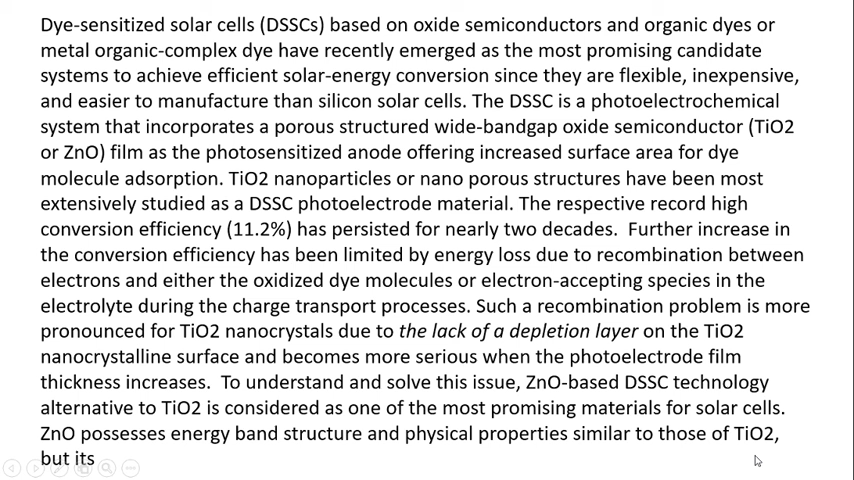 Dye-sensitized solar cells (DSSCs) based on oxide semiconductors and organic dyes or
metal organic-complex dye have recently emerged as the most promising candidate
systems to achieve efficient solar-energy conversion since they are flexible, inexpensive,
and easier to manufacture than silicon solar cells. The DSSC is a photoelectrochemical
system that incorporates a porous structured wide-bandgap oxide semiconductor (TiO2
or ZnO) film as the photosensitized anode offering increased surface area for dye
molecule adsorption. TiO2 nanoparticles or nano porous structures have been most
extensively studied as a DSSC photoelectrode material. The respective record high
conversion efficiency (11.2%) has persisted for nearly two decades.  Further increase in
the conversion efficiency has been limited by energy loss due to recombination between
electrons and either the oxidized dye molecules or electron-accepting species in the
electrolyte during the charge transport processes. Such a recombination problem is more
pronounced for TiO2 nanocrystals due to the lack of a depletion layer on the TiO2
nanocrystalline surface and becomes more serious when the photoelectrode film
thickness increases.  To understand and solve this issue, ZnO-based DSSC technology
alternative to TiO2 is considered as one of the most promising materials for solar cells.
ZnO possesses energy band structure and physical properties similar to those of TiO2,
but its